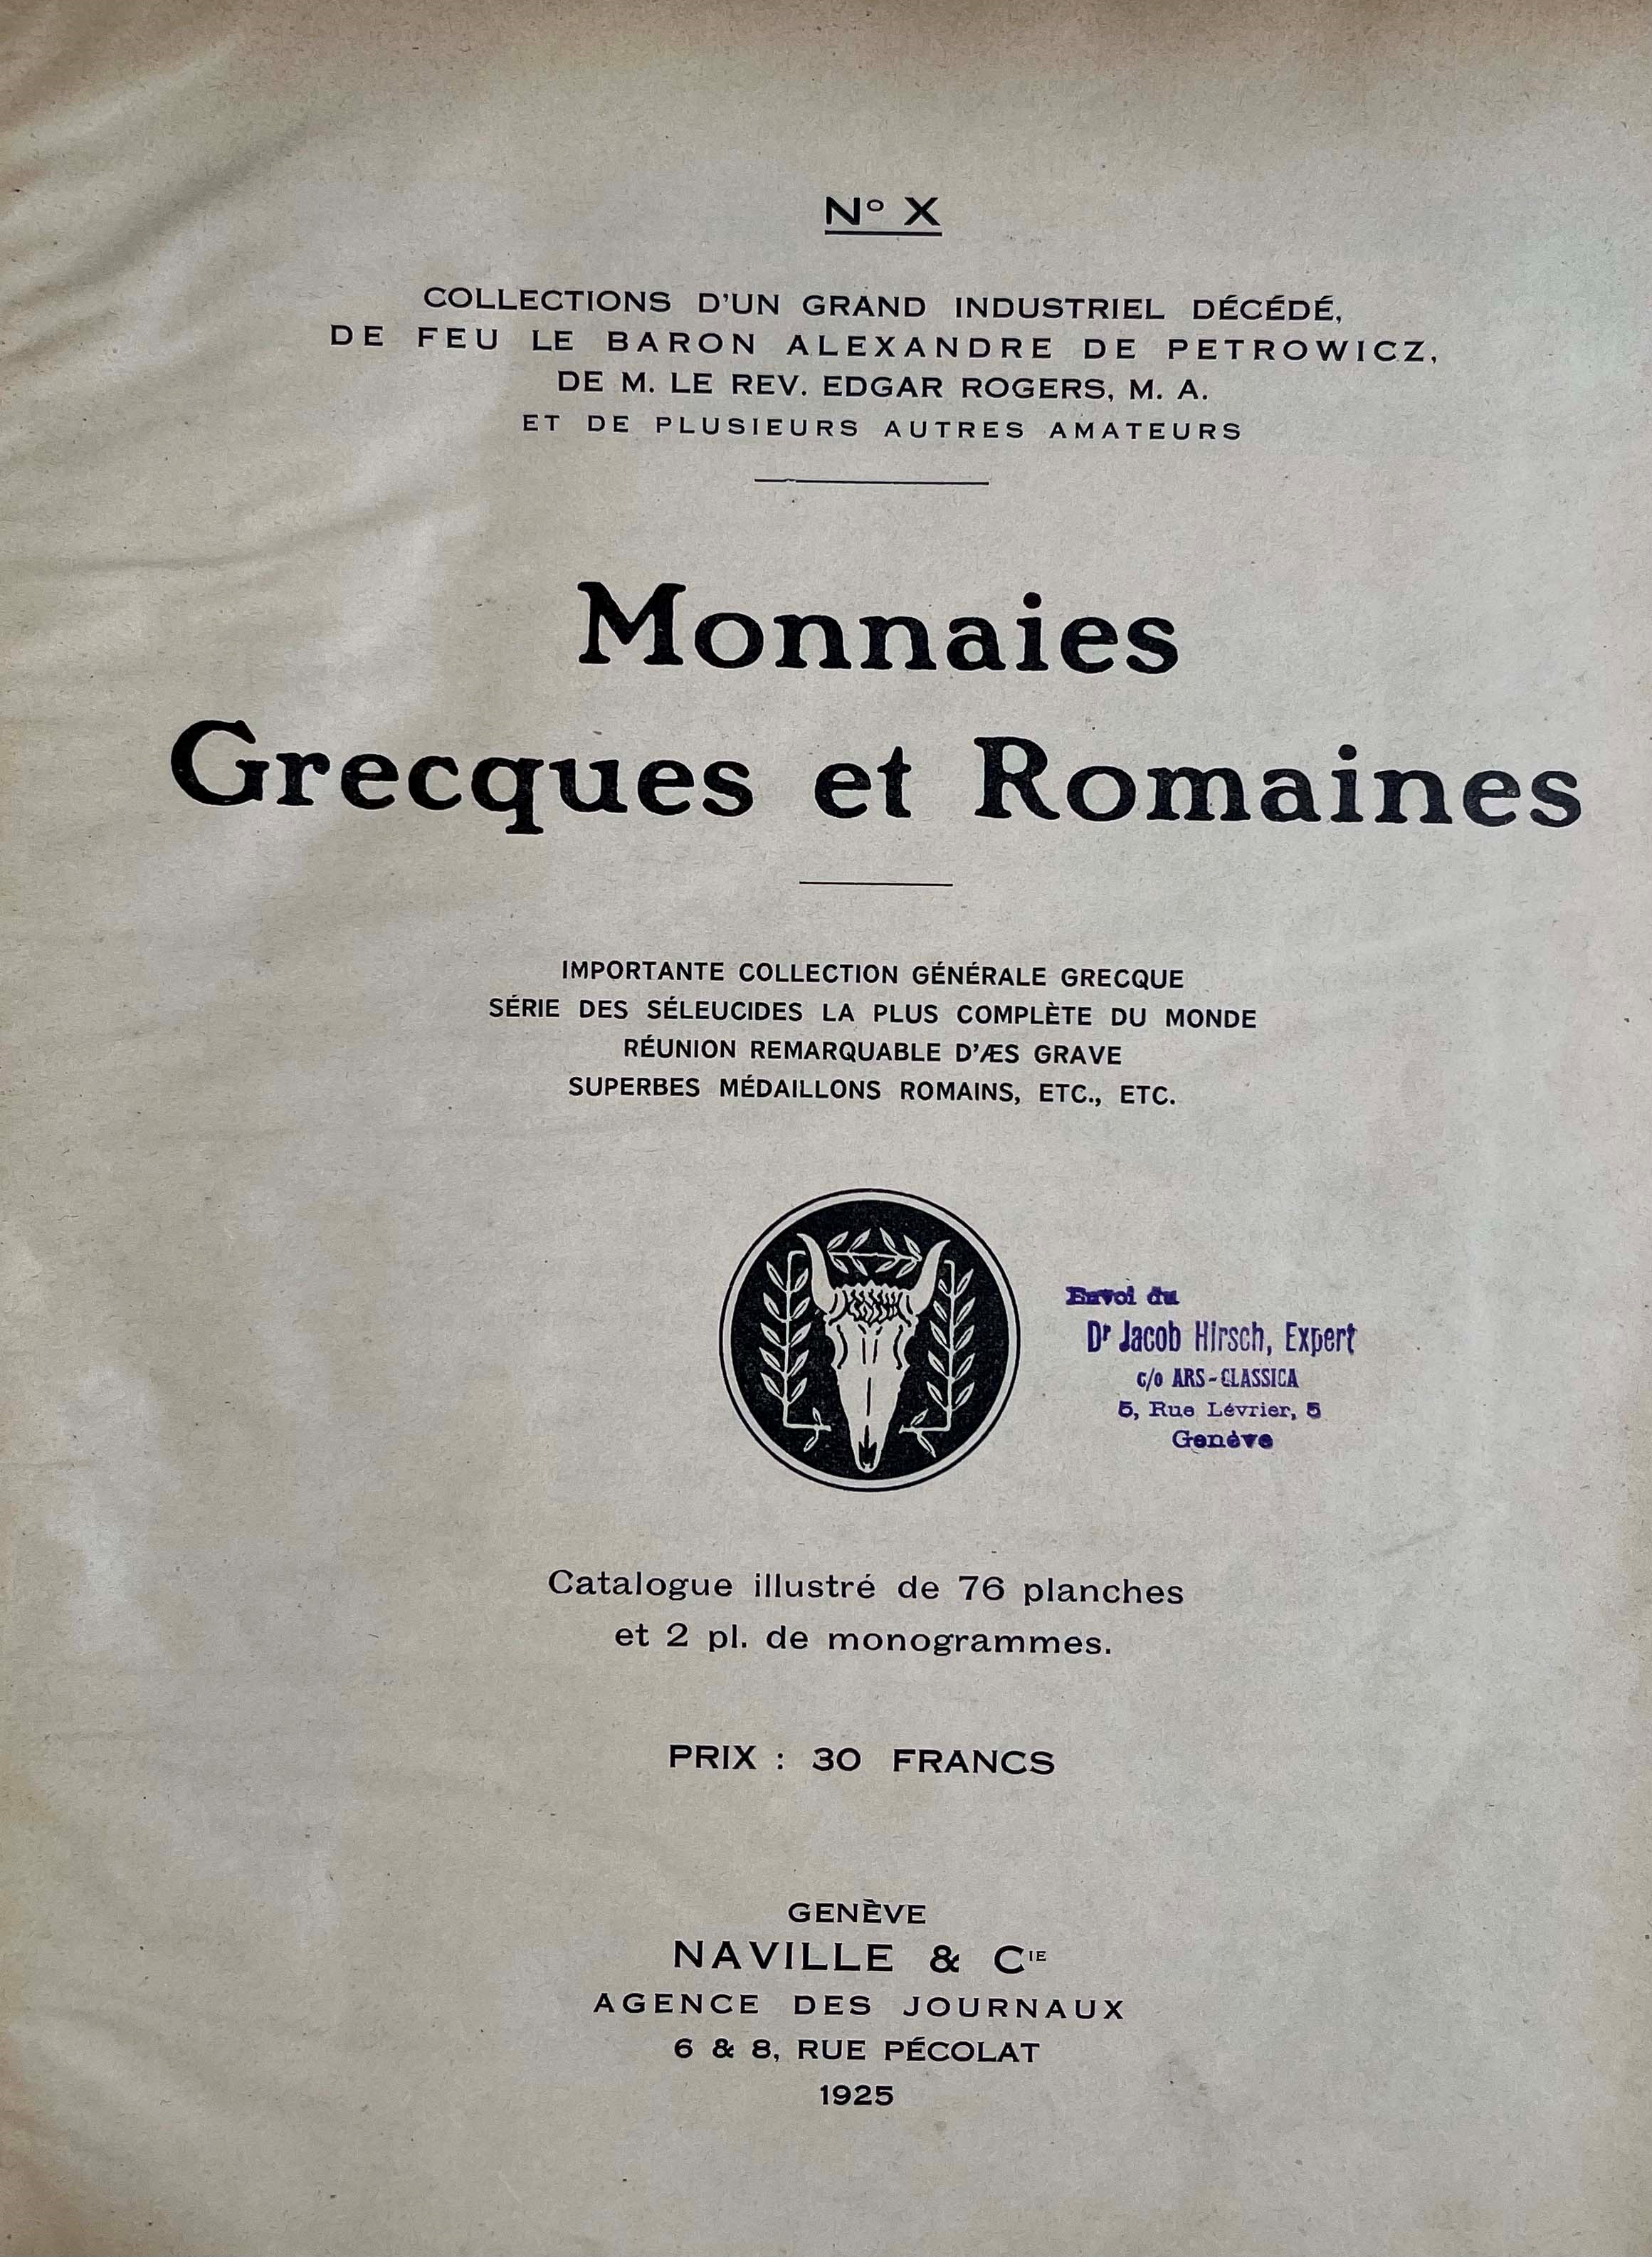 Nº X
COLLECTIONS D'UN GRAND INDUSTRIEL DÉCÉDÉ,
DE FEU LE BARON ALEXANDRE DE PETROWICZ,
DE M. LE REV. EDGAR ROGERS, M. A.
ET DE PLUSIEURS AUTRES AMATEURS
Monnaies
Grecques et Romaines
IMPORTANTE COLLECTION GÉNÉRALE GRECQUE
SÉRIE DES SÉLEUCIDES LA PLUS COMPLÈTE DU MONDE
RÉUNION REMARQUABLE D'ÆS GRAVE
SUPERBES MÉDAILLONS ROMAINS, ETC., ETC.
Envoi du
Dr Jacob Hirsch, Expert
c/o ARS-CLASSICA
5, Rue Lévrier, 5
Genève
Catalogue illustré de 76 planches
et 2 pl. de monogrammes.
PRIX : 30 FRANCS
GENÈVE
NAVILLE & CIE
AGENCE DES JOURNAUX
6 & 8, RUE PÉCOLAT
1925